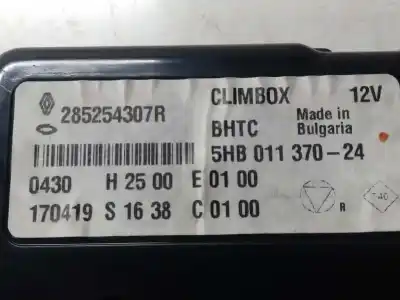 CLIMBOX 12V
285254307R
BHTC Made in
Bulgaria
5HB 011 370-24
0430 H 25 00 E 01 00
170419 S 16 38 C 01 00
R